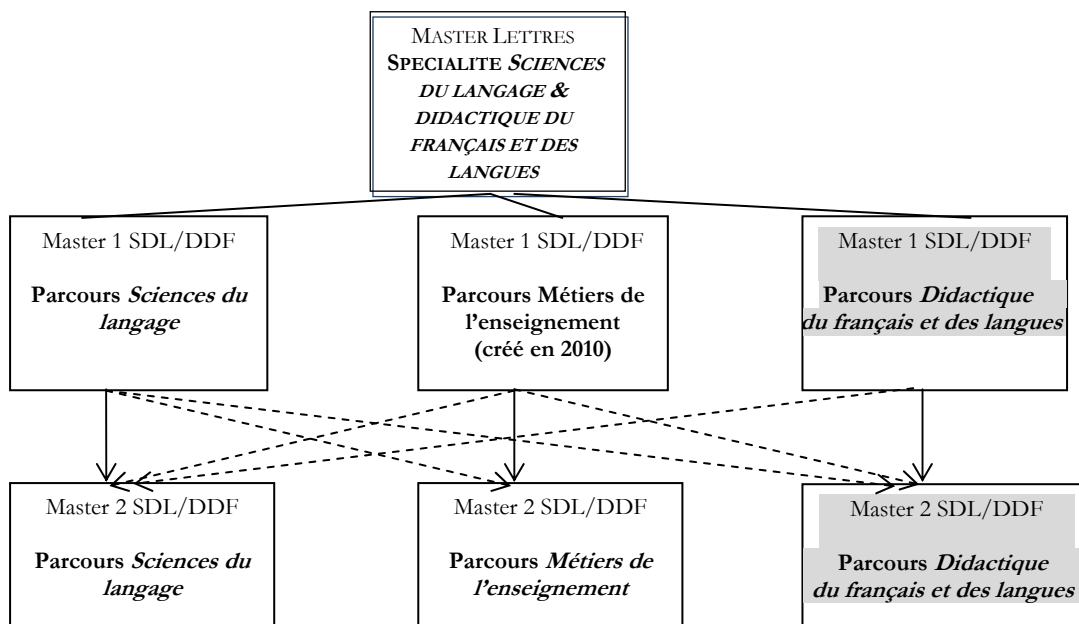 MASTER LETTRES
SPECIALITE SCIENCES
DU LANGAGE &
DIDACTIQUE DU
FRANÇAIS ET DES
LANGUES
Master 1 SDL/DDF
Parcours Sciences du
langage
Master 1 SDL/DDF
Parcours Métiers de
l'enseignement
(créé en 2010)
Master 1 SDL/DDF
Parcours Didactique
du français et des langues
Master 2 SDL/DDF
Parcours Sciences du
langage
Master 2 SDL/DDF
Parcours Métiers de
l'enseignement
Master 2 SDL/DDF
Parcours Didactique
du français et des langues